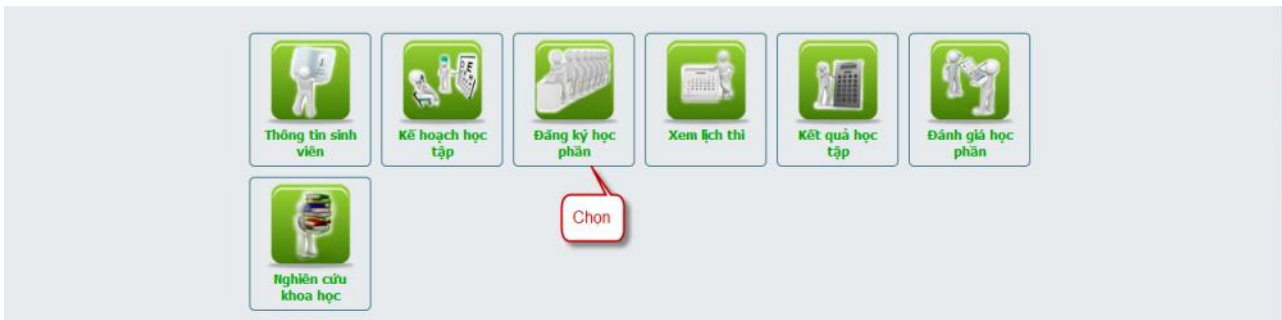 Thông tin sinh
viên
Kế hoạch học
tập
Đăng ký học
phần
Xem lịch thi
Kết quả học
tập
Đánh giá học
phần
Chọn
Nghiên cứu
khoa học